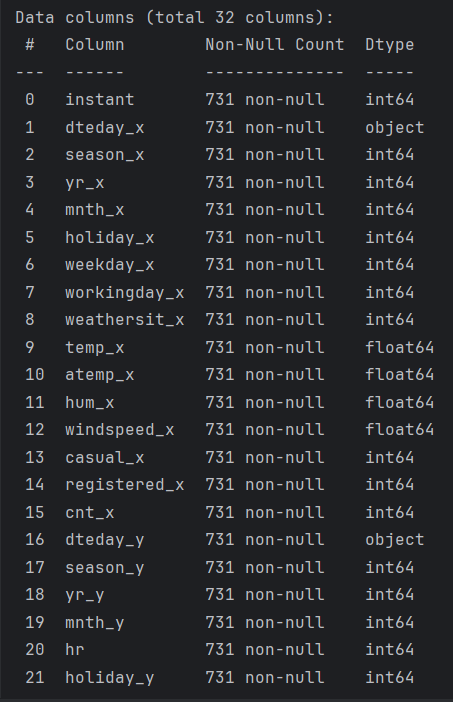 Data columns (total 32 columns):
 #   Column        Non-Null Count  Dtype
---  ------        --------------  -----
 0   instant       731 non-null    int64
 1   dteday_x      731 non-null    object
 2   season_x      731 non-null    int64
 3   yr_x          731 non-null    int64
 4   mnth_x        731 non-null    int64
 5   holiday_x     731 non-null    int64
 6   weekday_x     731 non-null    int64
 7   workingday_x  731 non-null    int64
 8   weathersit_x  731 non-null    int64
 9   temp_x        731 non-null    float64
 10  atemp_x       731 non-null    float64
 11  hum_x         731 non-null    float64
 12  windspeed_x   731 non-null    float64
 13  casual_x      731 non-null    int64
 14  registered_x  731 non-null    int64
 15  cnt_x         731 non-null    int64
 16  dteday_y      731 non-null    object
 17  season_y      731 non-null    int64
 18  yr_y          731 non-null    int64
 19  mnth_y        731 non-null    int64
 20  hr            731 non-null    int64
 21  holiday_y     731 non-null    int64